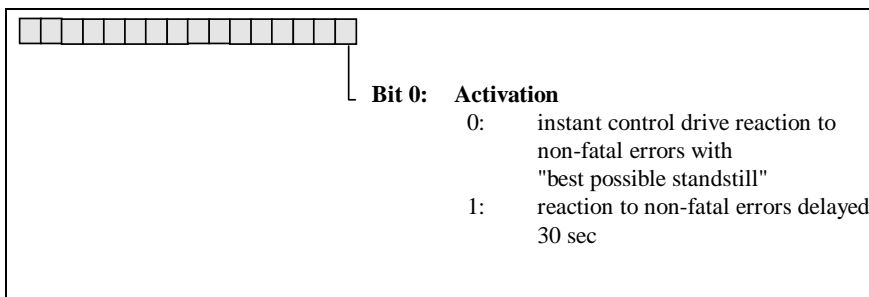 Bit 0: Activation
0: instant control drive reaction to
non-fatal errors with
"best possible standstill"
1: reaction to non-fatal errors delayed
30 sec